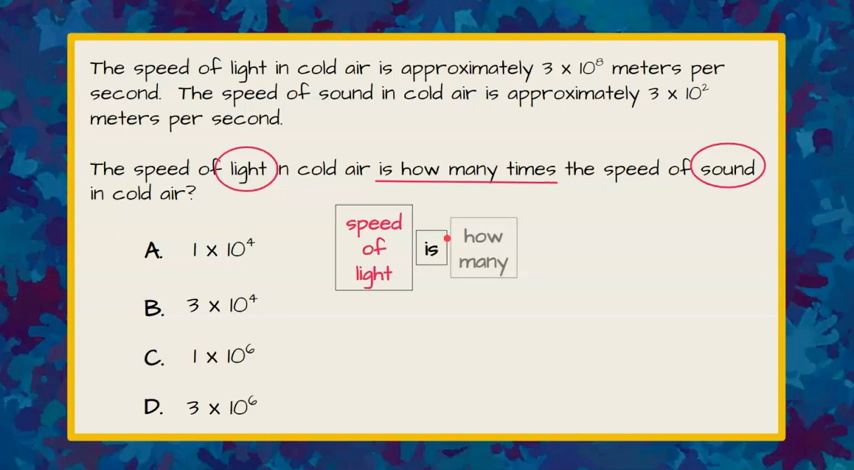 The speed of light in cold air is approximately 3 x 10⁸ meters per
second. The speed of sound in cold air is approximately 3 x 10²
meters per second.
The speed of light in cold air is how many times the speed of sound
in cold air?
speed
of
light
is
how
many
A. 1 x 10⁴
B. 3 x 10⁴
C. 1 x 10⁶
D. 3 x 10⁶